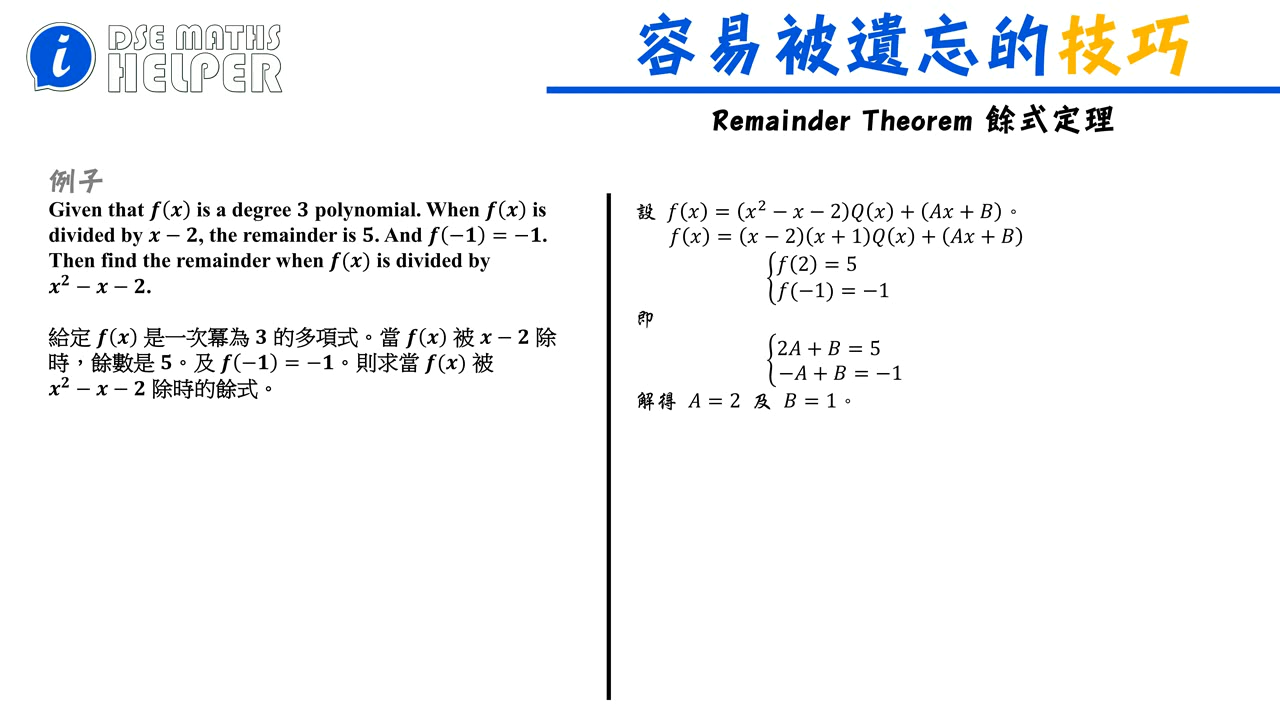 i
DSE MATHS
HELPER
容易被遺忘的技巧
Remainder Theorem 餘式定理
例子
Given that f(x) is a degree 3 polynomial. When f(x) is
divided by x − 2, the remainder is 5. And f(−1) = −1.
Then find the remainder when f(x) is divided by
x² − x − 2.
給定 f(x) 是一次冪為 3 的多項式。當 f(x) 被 x − 2 除
時，餘數是 5。及 f(−1) = −1。則求當 f(x) 被
x² − x − 2 除時的餘式。
設 f(x) = (x² − x − 2)Q(x) + (Ax + B)。
f(x) = (x − 2)(x + 1)Q(x) + (Ax + B)
{f(2) = 5
{f(−1) = −1
即
{2A + B = 5
{−A + B = −1
解得 A = 2 及 B = 1。